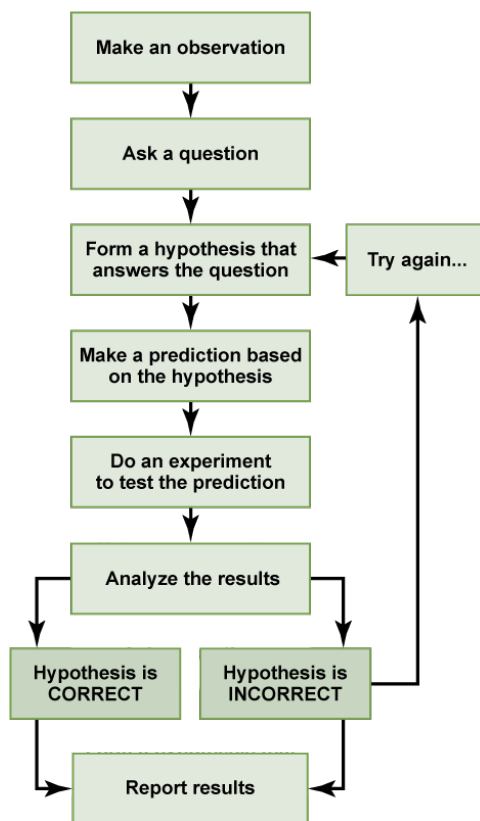 Make an observation
Ask a question
Form a hypothesis that
answers the question
Try again...
Make a prediction based
on the hypothesis
Do an experiment
to test the prediction
Analyze the results
Hypothesis is
CORRECT
Hypothesis is
INCORRECT
Report results